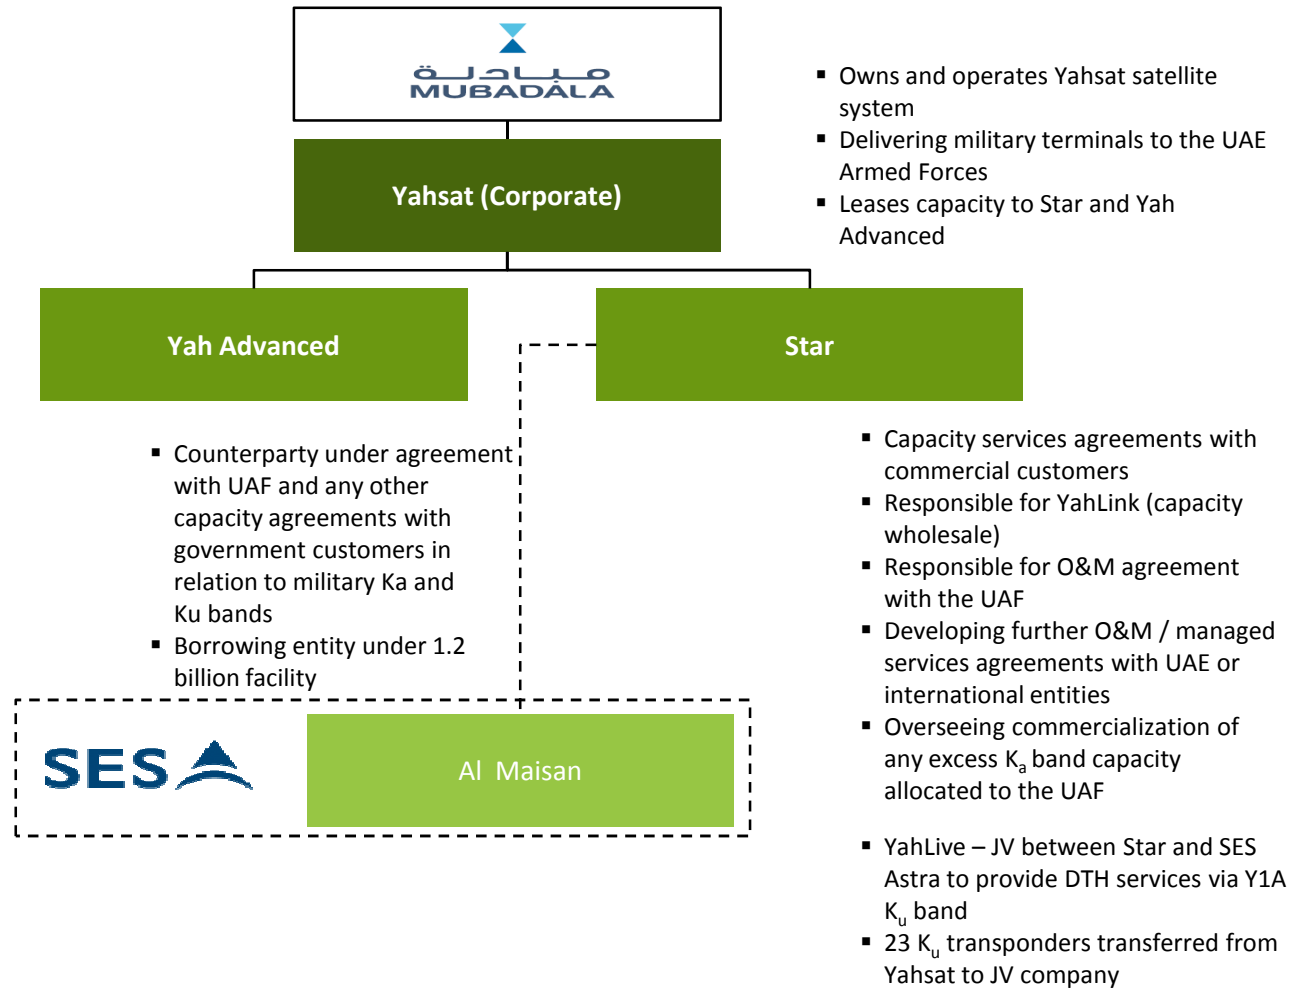 مبادلة
MUBADALA
Yahsat (Corporate)
▪ Owns and operates Yahsat satellite
system
▪ Delivering military terminals to the UAE
Armed Forces
▪ Leases capacity to Star and Yah
Advanced
Yah Advanced
Star
▪ Counterparty under agreement
with UAF and any other
capacity agreements with
government customers in
relation to military Ka and
Ku bands
▪ Borrowing entity under 1.2
billion facility
▪ Capacity services agreements with
commercial customers
▪ Responsible for YahLink (capacity
wholesale)
▪ Responsible for O&M agreement
with the UAF
▪ Developing further O&M / managed
services agreements with UAE or
international entities
▪ Overseeing commercialization of
any excess Ka band capacity
allocated to the UAF
SES
Al Maisan
▪ YahLive – JV between Star and SES
Astra to provide DTH services via Y1A
Ku band
▪ 23 Ku transponders transferred from
Yahsat to JV company